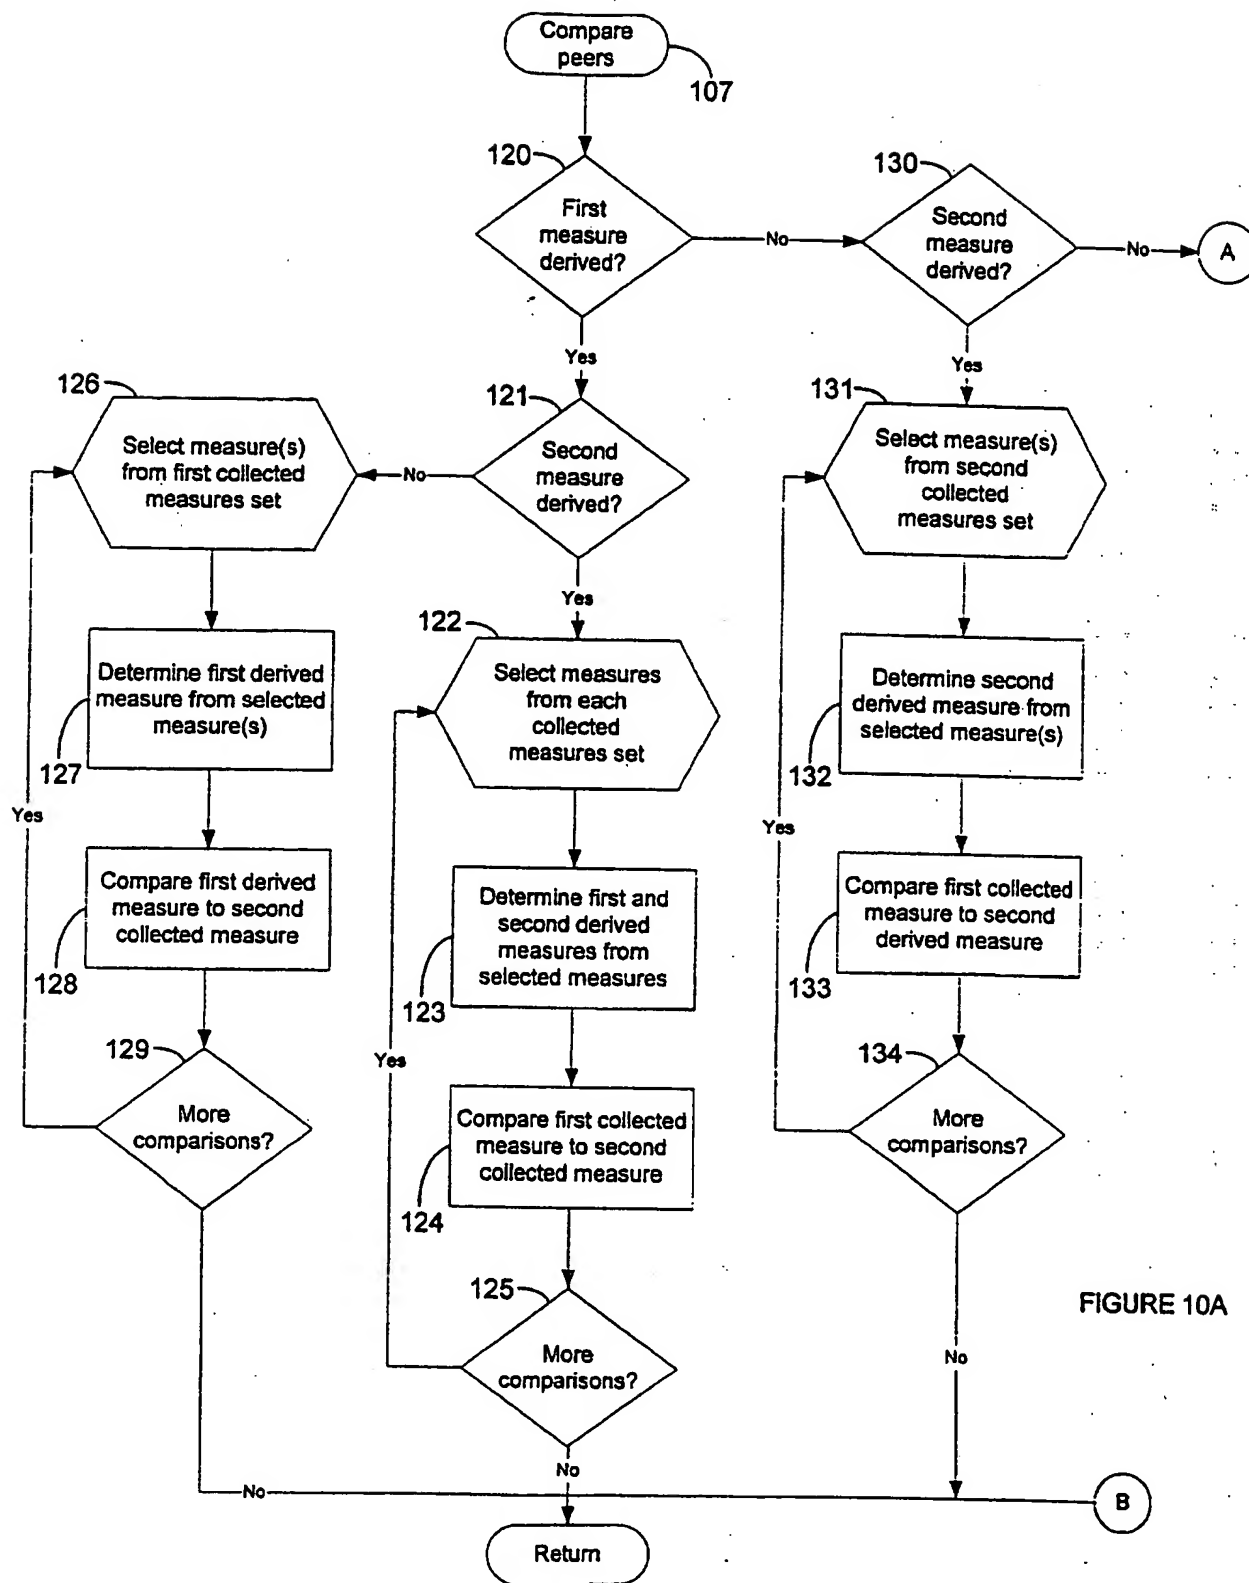 Compare
peers
107
120
First
measure
derived?
No
130
Second
measure
derived?
No
A
Yes
Yes
126
Select measure(s)
from first collected
measures set
No
121
Second
measure
derived?
131
Select measure(s)
from second
collected
measures set
Yes
122
Select measures
from each
collected
measures set
Determine first derived
measure from selected
measure(s)
127
Determine second
derived measure from
selected measure(s)
132
Yes
Yes
Compare first derived
measure to second
collected measure
128
Determine first and
second derived
measures from
selected measures
123
Compare first collected
measure to second
derived measure
133
129
More
comparisons?
Yes
134
More
comparisons?
Compare first collected
measure to second
collected measure
124
125
More
comparisons?
FIGURE 10A
No
No
No
B
Return